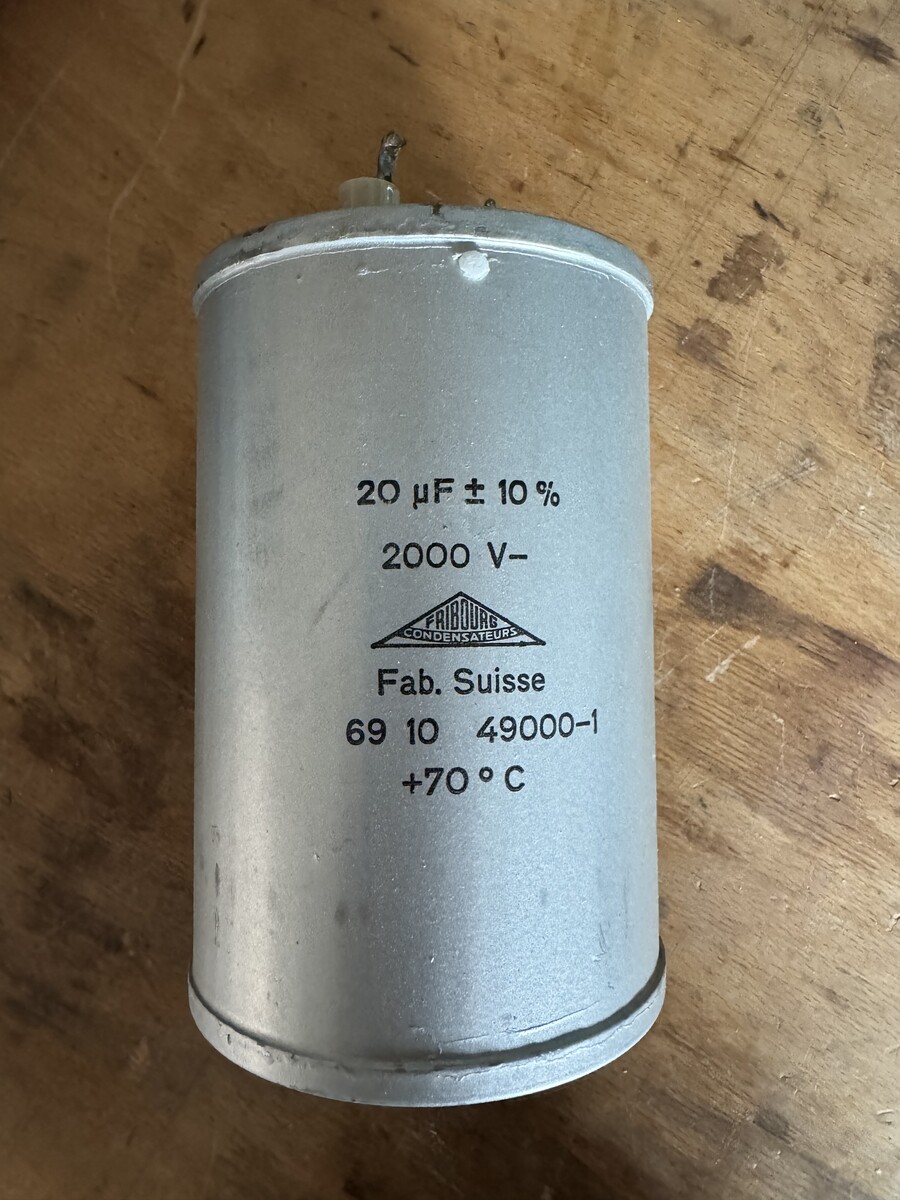 20 µF ± 10 %
2000 V–
FRIBOURG
CONDENSATEURS
Fab. Suisse
69 10 49000-1
+70 ° C